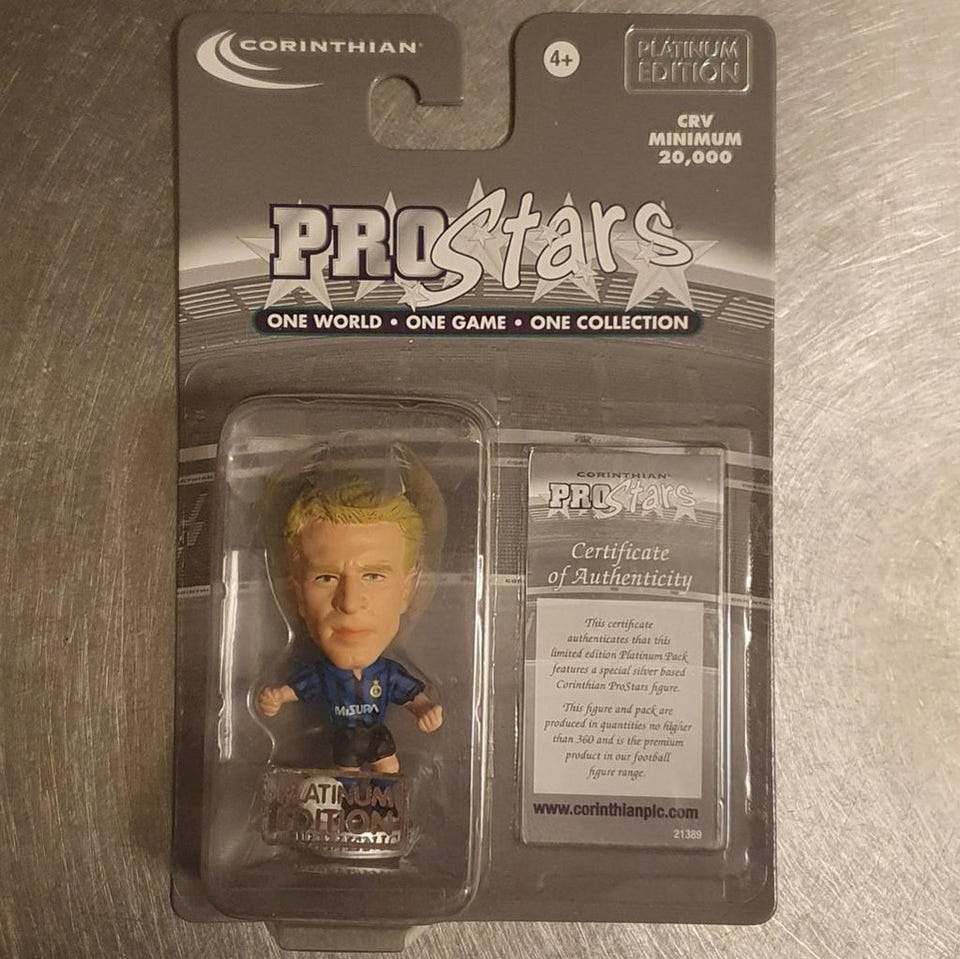 CORINTHIAN
4+
PLATINUM
EDITION
CRV
MINIMUM
20,000
PROStars
ONE WORLD • ONE GAME • ONE COLLECTION
CORINTHIAN
PROStars
Certificate
of Authenticity
This certificate
authenticates that this
limited edition Platinum Pack
features a special silver based
Corinthian ProStars figure.
This figure and pack are
produced in quantities no higher
than 360 and is the premium
product in our football
figure range.
www.corinthianplc.com
21389
MISURA
PLATINUM
EDITION